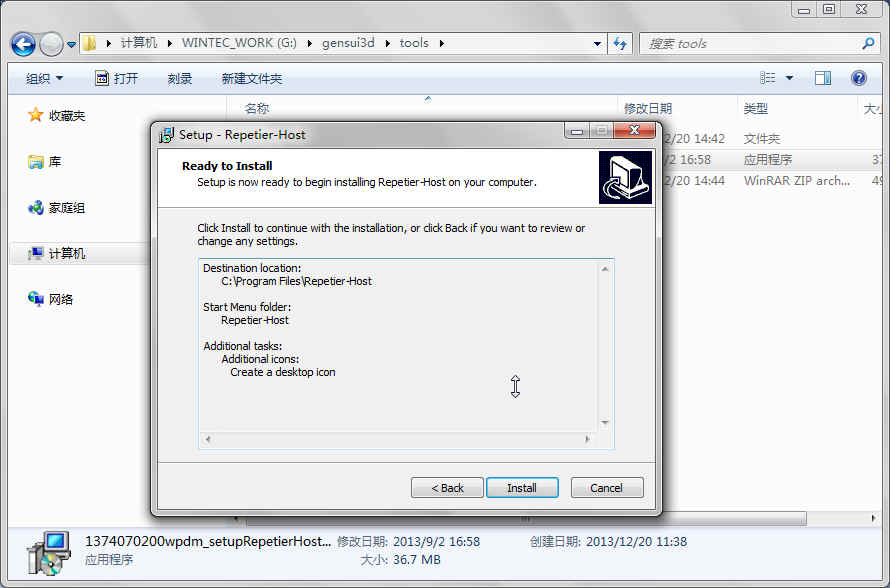 计算机 WINTEC_WORK (G:) gensui3d tools 搜索 tools
组织 打开 刻录 新建文件夹
收藏夹
库
家庭组
计算机
网络
名称 修改日期 类型 大小
2/20 14:42 文件夹
/2 16:58 应用程序 37
2/20 14:44 WinRAR ZIP arch... 49
Setup - Repetier-Host
Ready to Install
Setup is now ready to begin installing Repetier-Host on your computer.
Click Install to continue with the installation, or click Back if you want to review or
change any settings.
Destination location:
C:\Program Files\Repetier-Host
Start Menu folder:
Repetier-Host
Additional tasks:
Additional icons:
Create a desktop icon
< Back Install Cancel
1374070200wpdm_setupRepetierHost... 修改日期: 2013/9/2 16:58 创建日期: 2013/12/20 11:38
应用程序 大小: 36.7 MB